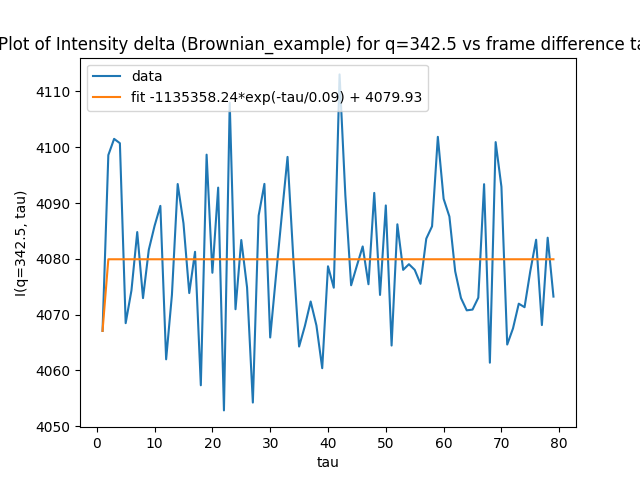 Plot of Intensity delta (Brownian_example) for q=342.5 vs frame difference ta
data
fit -1135358.24*exp(-tau/0.09) + 4079.93
I(q=342.5, tau)
4110
4100
4090
4080
4070
4060
4050
0 10 20 30 40 50 60 70 80
tau